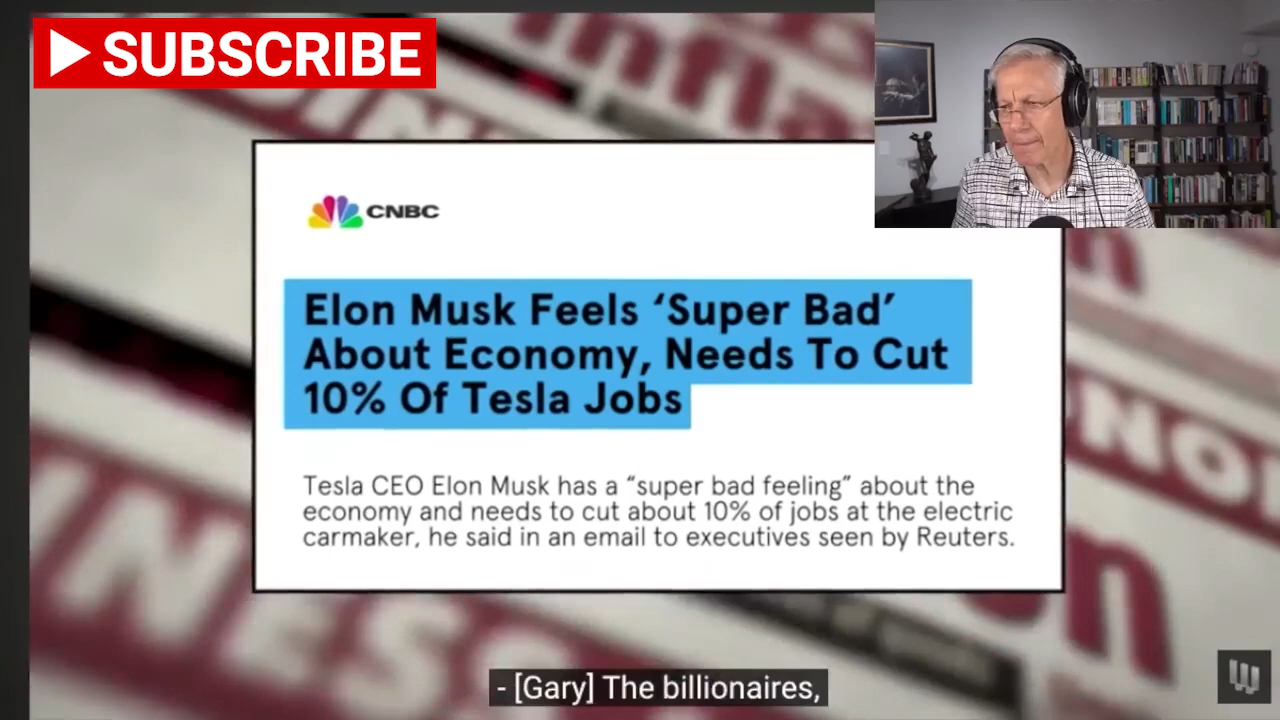 SUBSCRIBE
CNBC
Elon Musk Feels ‘Super Bad’
About Economy, Needs To Cut
10% Of Tesla Jobs
Tesla CEO Elon Musk has a “super bad feeling” about the
economy and needs to cut about 10% of jobs at the electric
carmaker, he said in an email to executives seen by Reuters.
- [Gary] The billionaires,